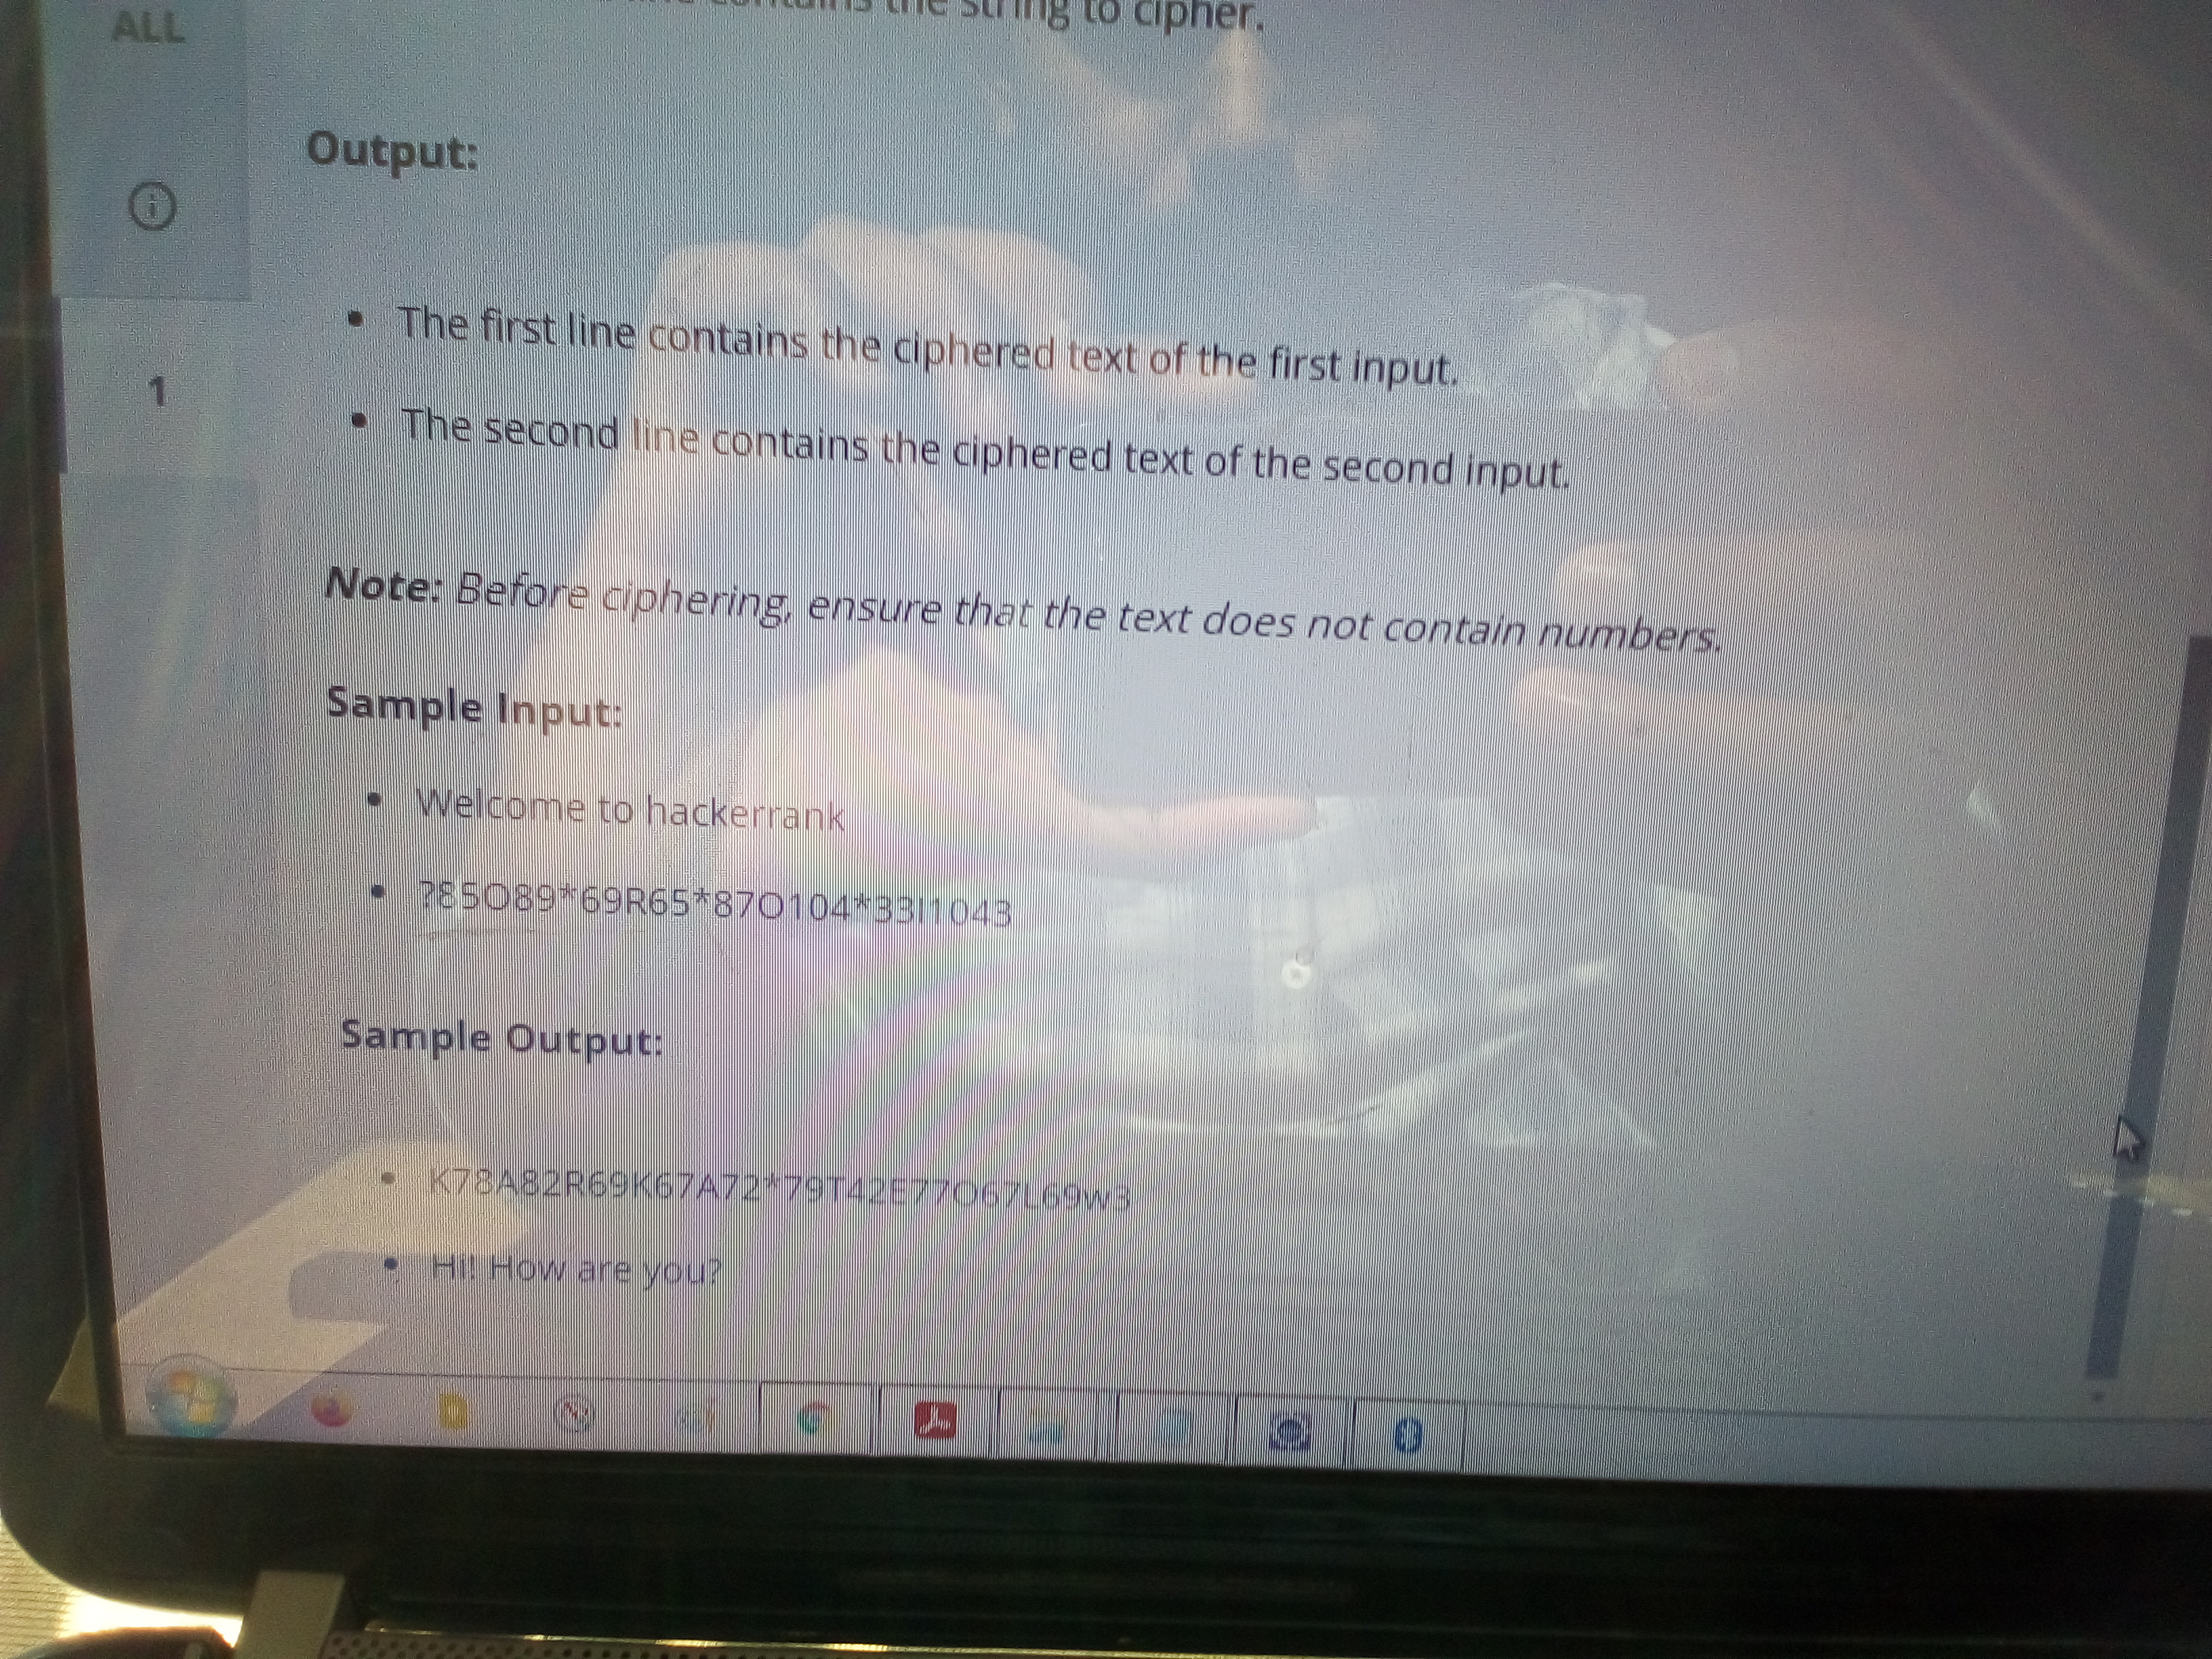 ALL
contains the string to cipher.
Output:
1
• The first line contains the ciphered text of the first input.
• The second line contains the ciphered text of the second input.
Note: Before ciphering, ensure that the text does not contain numbers.
Sample Input:
• Welcome to hackerrank
• ?85O89*69R65*87O104*33I1043
Sample Output:
• K78A82R69K67A72*79T42E77O67L69w3
• Hi! How are you?